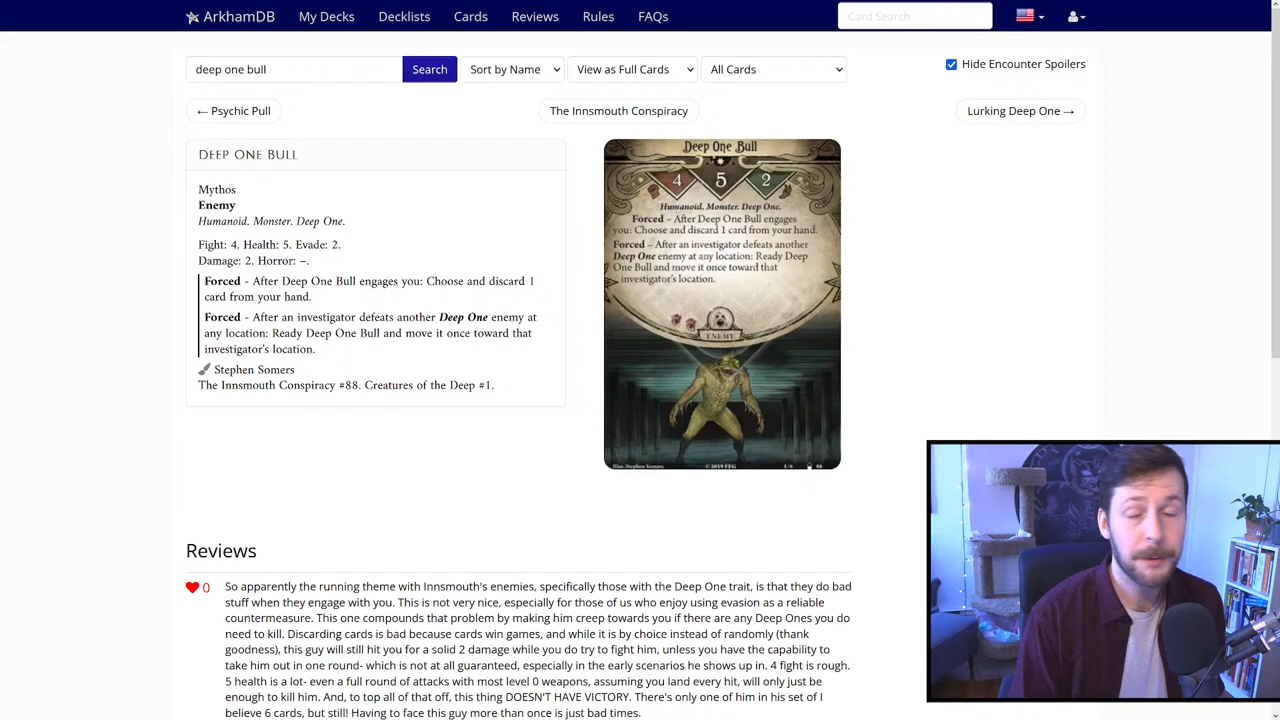 ArkhamDB My Decks Decklists Cards Reviews Rules FAQs Card Search
deep one bull Search Sort by Name View as Full Cards All Cards Hide Encounter Spoilers
← Psychic Pull The Innsmouth Conspiracy Lurking Deep One →
DEEP ONE BULL
Mythos
Enemy
Humanoid. Monster. Deep One.
Fight: 4. Health: 5. Evade: 2.
Damage: 2. Horror: –.
Forced - After Deep One Bull engages you: Choose and discard 1
card from your hand.
Forced - After an investigator defeats another Deep One enemy at
any location: Ready Deep One Bull and move it once toward that
investigator's location.
Stephen Somers
The Innsmouth Conspiracy #88. Creatures of the Deep #1.
Deep One Bull
4 5 2
Humanoid. Monster. Deep One.
Forced – After Deep One Bull engages
you: Choose and discard 1 card from your hand.
Forced – After an investigator defeats another
Deep One enemy at any location: Ready Deep
One Bull and move it once toward that
investigator's location.
ENEMY
Illus. Stephen Somers © 2019 FFG 1/6 88
Reviews
0
So apparently the running theme with Innsmouth's enemies, specifically those with the Deep One trait, is that they do bad
stuff when they engage with you. This is not very nice, especially for those of us who enjoy using evasion as a reliable
countermeasure. This one compounds that problem by making him creep towards you if there are any Deep Ones you do
need to kill. Discarding cards is bad because cards win games, and while it is by choice instead of randomly (thank
goodness), this guy will still hit you for a solid 2 damage while you do try to fight him, unless you have the capability to
take him out in one round- which is not at all guaranteed, especially in the early scenarios he shows up in. 4 fight is rough.
5 health is a lot- even a full round of attacks with most level 0 weapons, assuming you land every hit, will only just be
enough to kill him. And, to top all of that off, this thing DOESN'T HAVE VICTORY. There's only one of him in his set of I
believe 6 cards, but still! Having to face this guy more than once is just bad times.